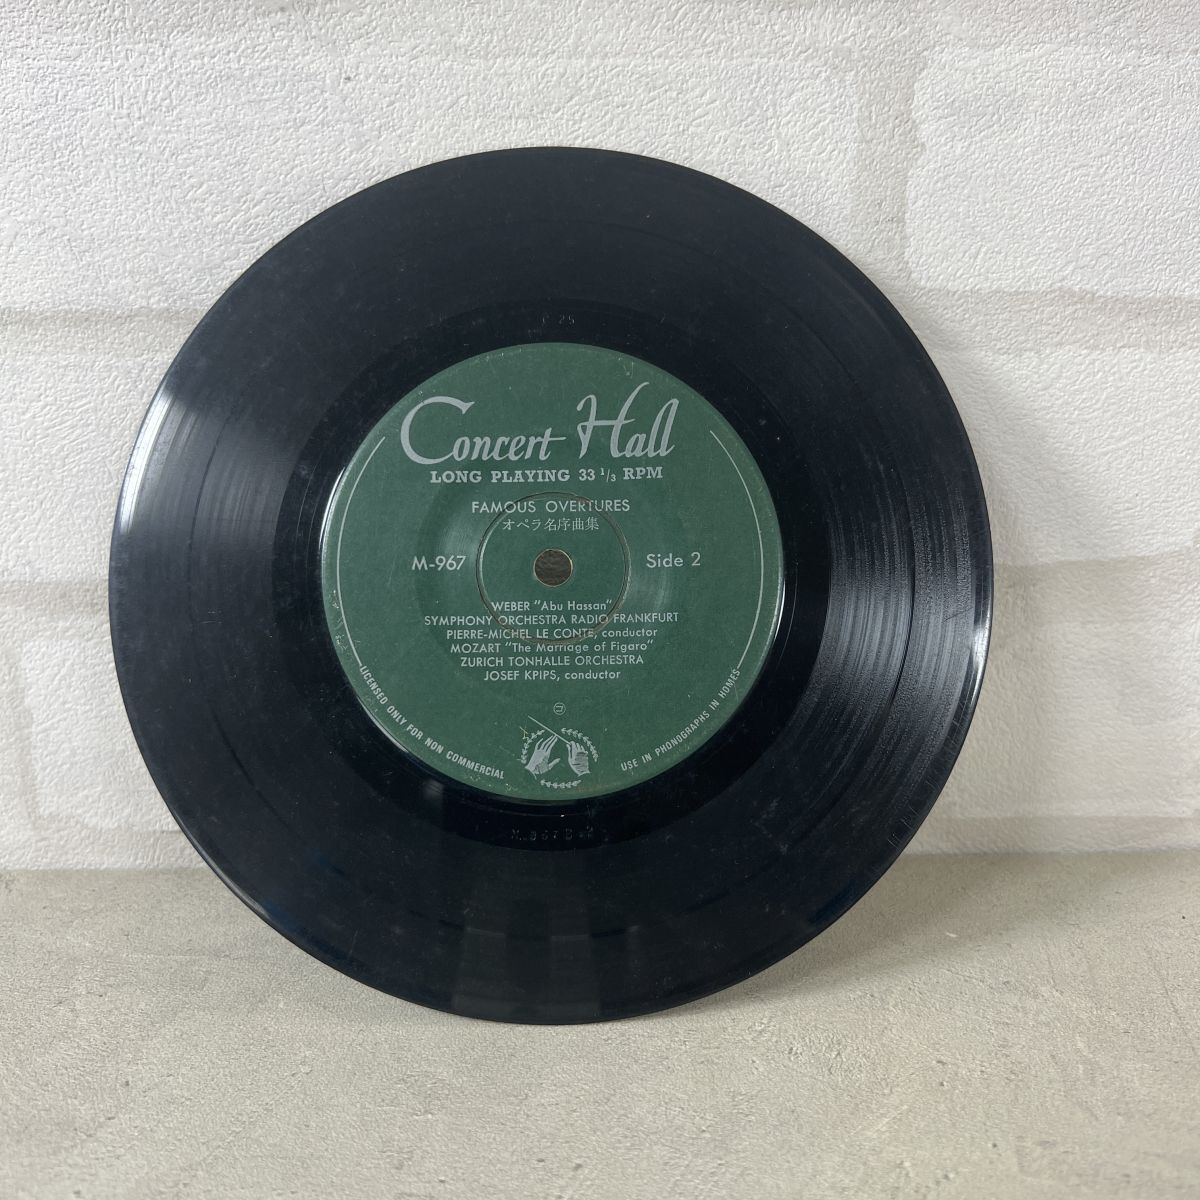 25
Concert Hall
LONG PLAYING 33 1/3 RPM
FAMOUS OVERTURES
オペラ名序曲集
M-967 Side 2
WEBER "Abu Hassan"
SYMPHONY ORCHESTRA RADIO FRANKFURT
PIERRE-MICHEL LE CONTE, conductor
MOZART "The Marriage of Figaro"
ZURICH TONHALLE ORCHESTRA
JOSEF KPIPS, conductor
コ
LICENSED ONLY FOR NON COMMERCIAL USE IN PHONOGRAPHS IN HOMES